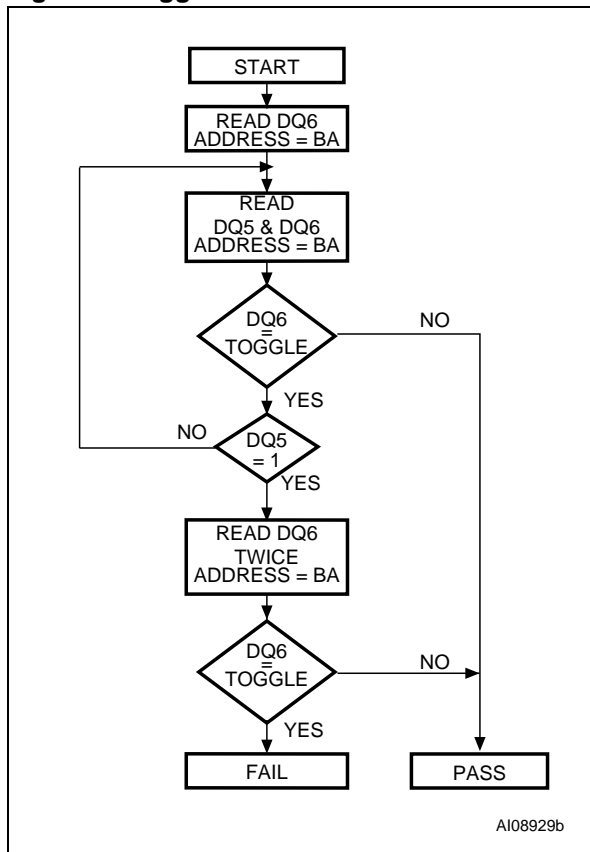 START
READ DQ6
ADDRESS = BA
READ
DQ5 & DQ6
ADDRESS = BA
DQ6
=
TOGGLE
NO
YES
NO
DQ5
= 1
YES
READ DQ6
TWICE
ADDRESS = BA
DQ6
=
TOGGLE
NO
YES
FAIL
PASS
AI08929b